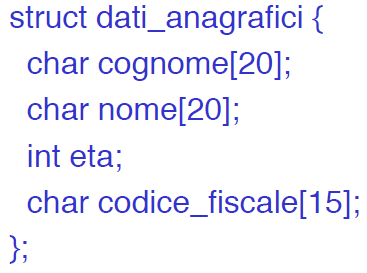 struct dati_anagrafici {
char cognome[20];
char nome[20];
int eta;
char codice_fiscale[15];
};